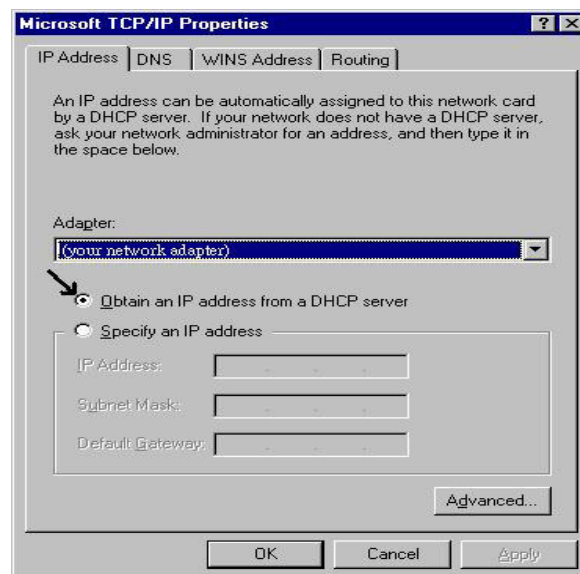 Microsoft TCP/IP Properties
? ×
IP Address DNS WINS Address Routing
An IP address can be automatically assigned to this network card
by a DHCP server. If your network does not have a DHCP server,
ask your network administrator for an address, and then type it in
the space below.
Adapter:
(your network adapter)
Obtain an IP address from a DHCP server
Specify an IP address
IP Address:
Subnet Mask:
Default Gateway:
Advanced...
OK Cancel Apply